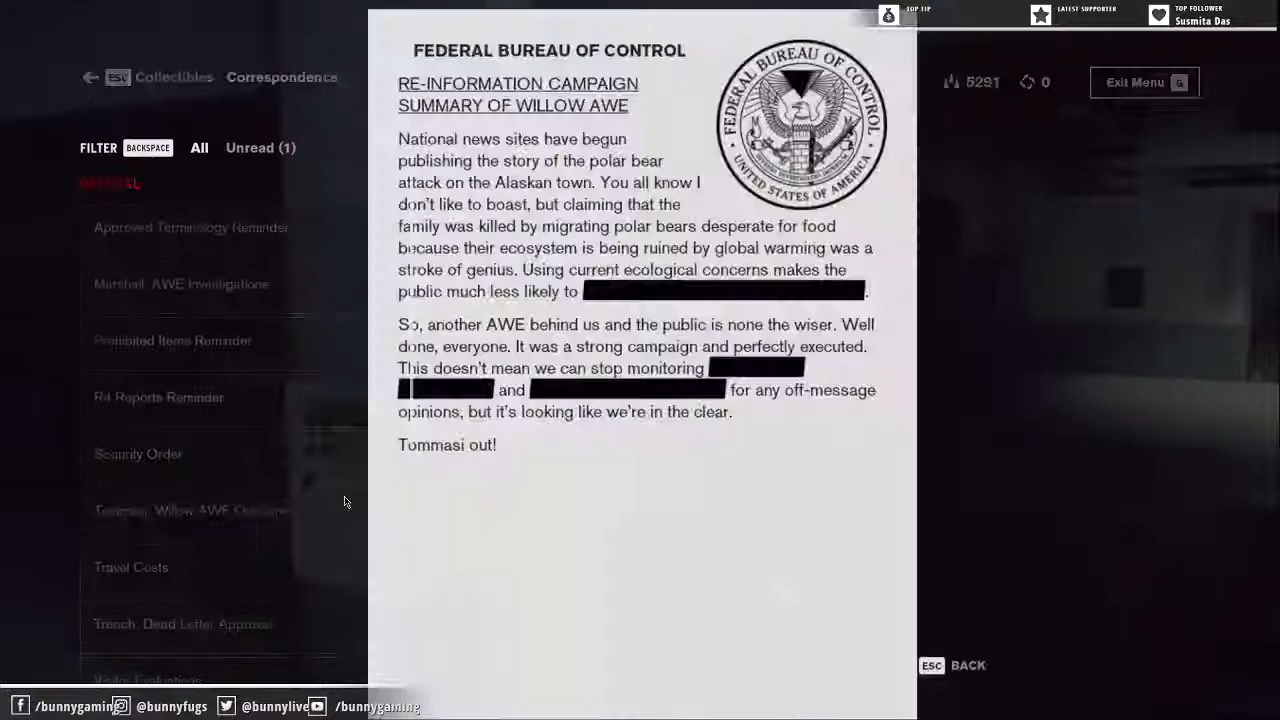 TOP TIP
LATEST SUPPORTER
TOP FOLLOWER
Susmita Das
ESC Collectibles Correspondence
5291 0
Exit Menu
FILTER BACKSPACE All Unread (1)
OFFICIAL
Approved Terminology Reminder
Marshall: AWE Investigations
Prohibited Items Reminder
R4 Reports Reminder
Security Order
Tommasi: Willow AWE
Travel Costs
Trench: Dead Letter Approval
Visitor Evaluations
FEDERAL BUREAU OF CONTROL
RE-INFORMATION CAMPAIGN
SUMMARY OF WILLOW AWE
FEDERAL BUREAU OF CONTROL
UNITED STATES OF AMERICA
National news sites have begun
publishing the story of the polar bear
attack on the Alaskan town. You all know I
don't like to boast, but claiming that the
family was killed by migrating polar bears desperate for food
because their ecosystem is being ruined by global warming was a
stroke of genius. Using current ecological concerns makes the
public much less likely to .
So, another AWE behind us and the public is none the wiser. Well
done, everyone. It was a strong campaign and perfectly executed.
This doesn't mean we can stop monitoring
and for any off-message
opinions, but it's looking like we're in the clear.
Tommasi out!
ESC BACK
/bunnygaming @bunnyfugs @bunnylive /bunnygaming